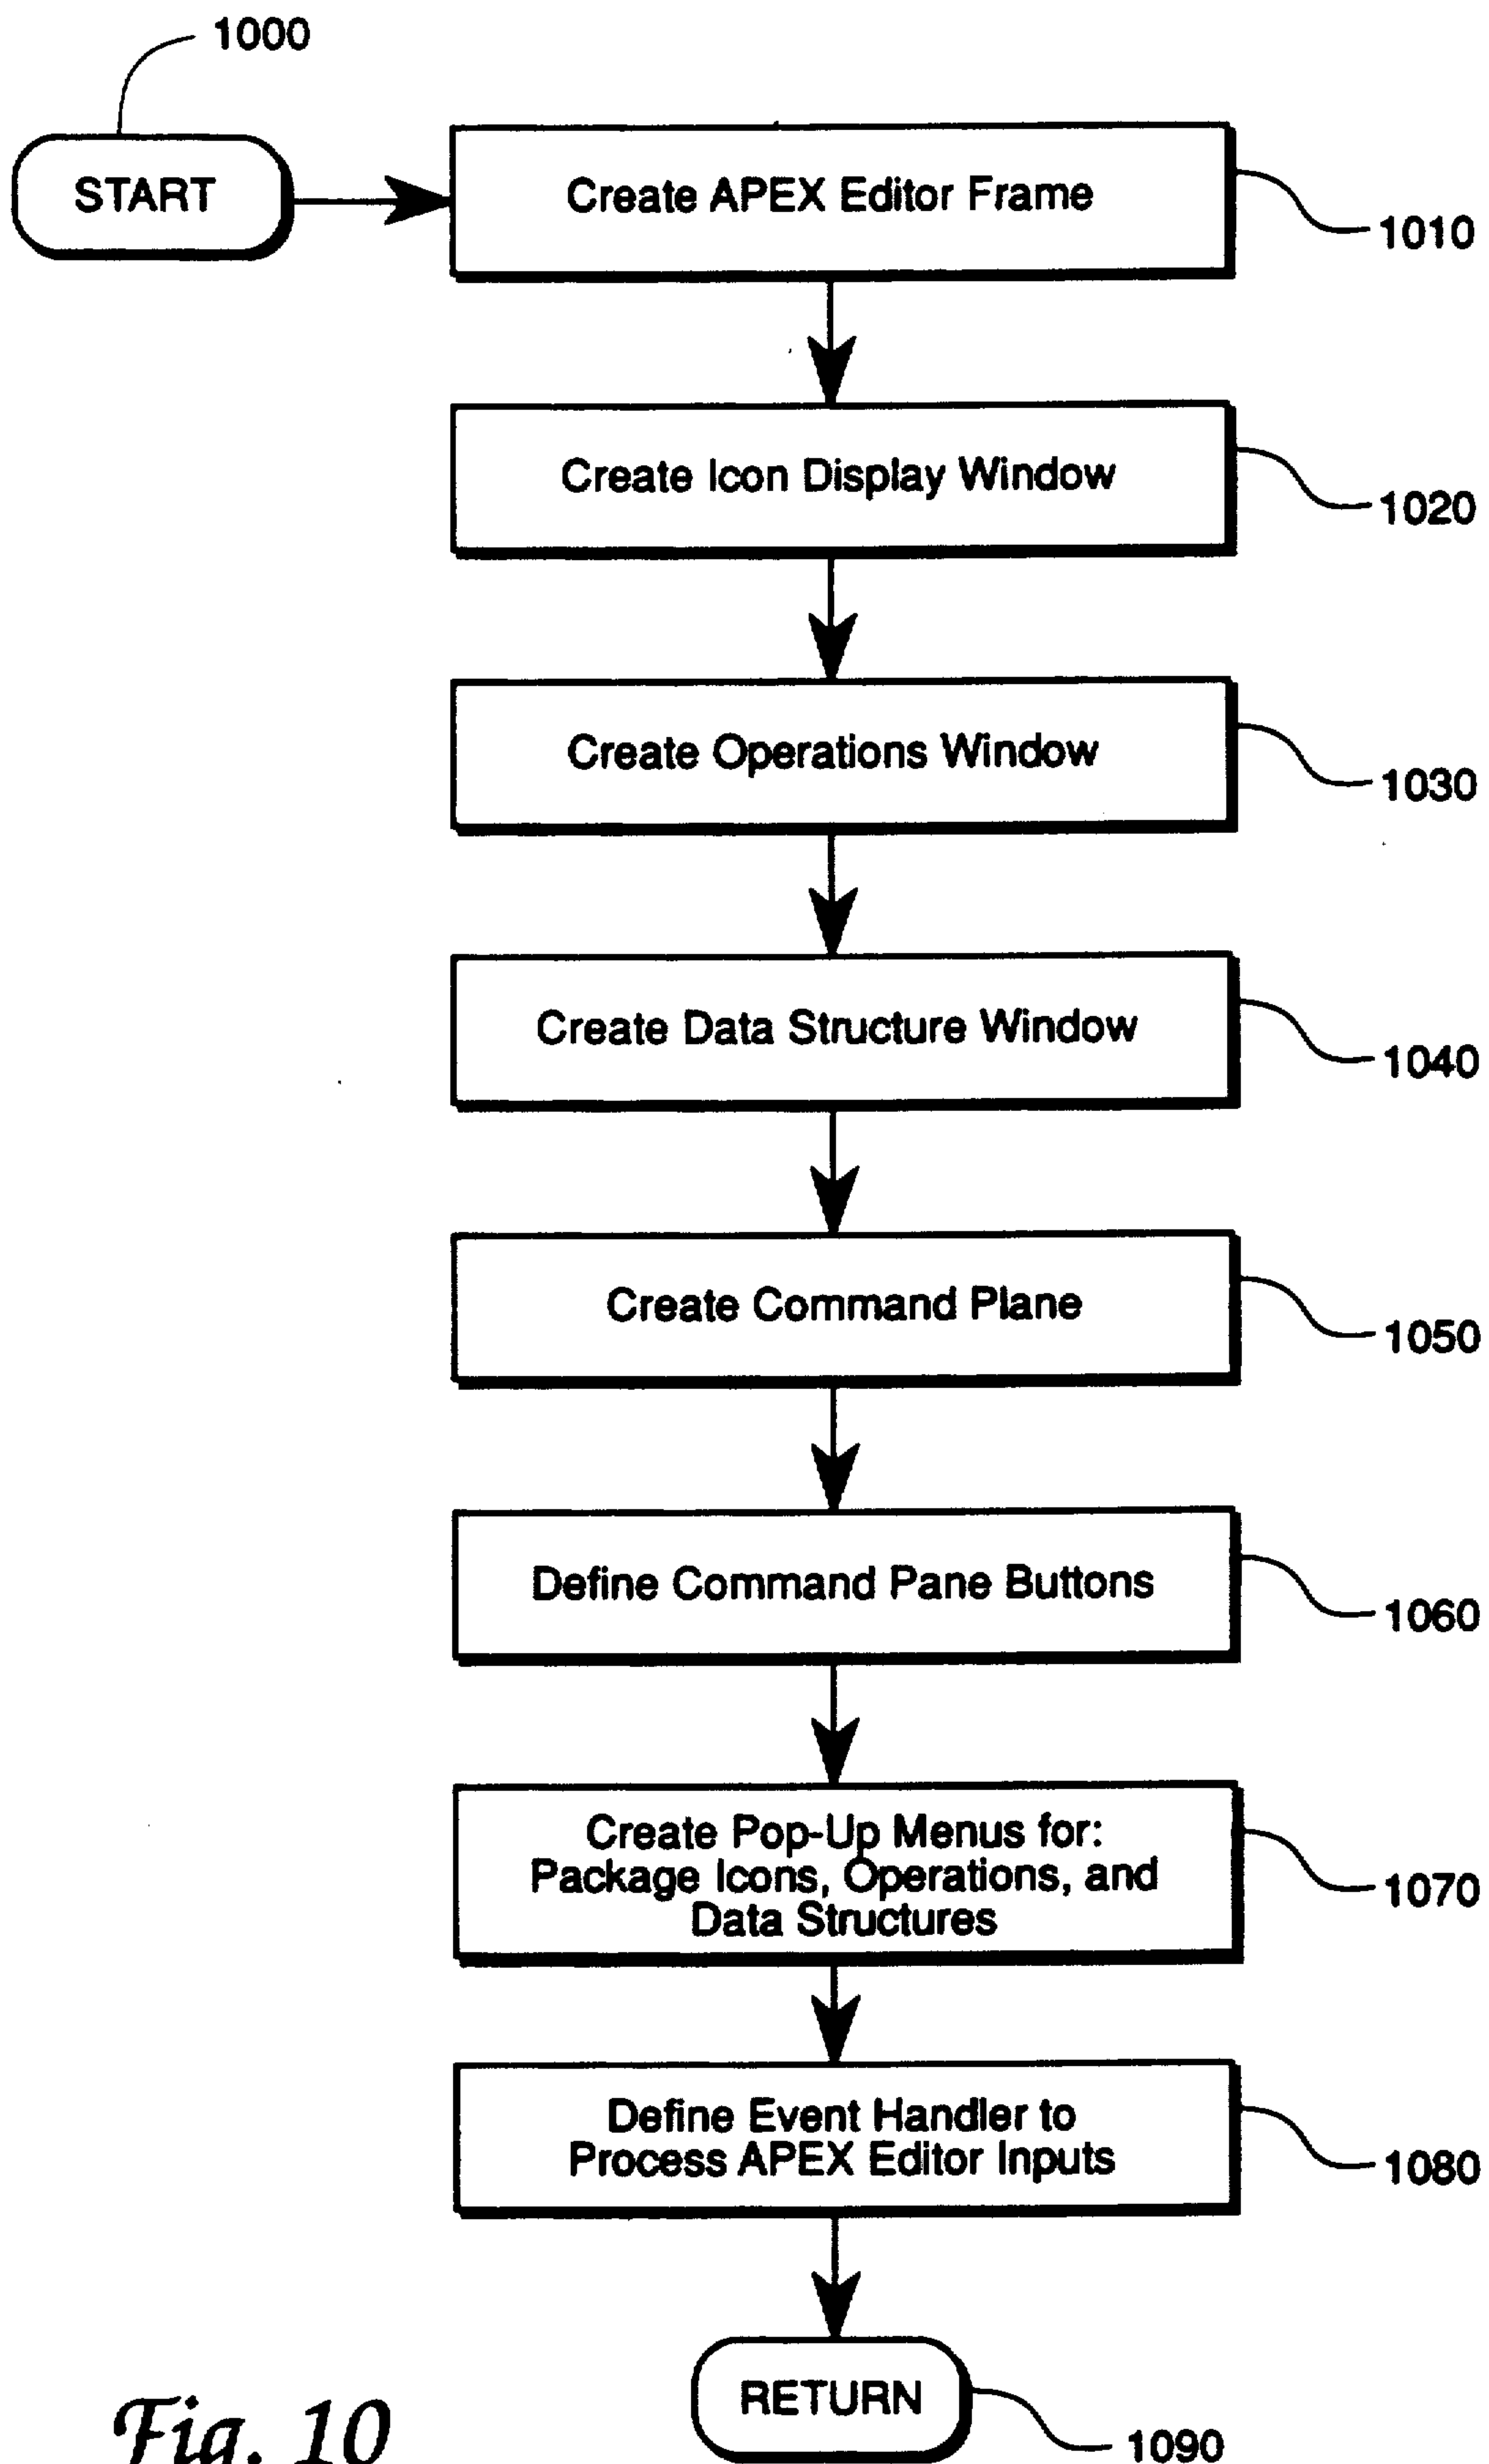 1000
START
Create APEX Editor Frame
1010
Create Icon Display Window
1020
Create Operations Window
1030
Create Data Structure Window
1040
Create Command Plane
1050
Define Command Pane Buttons
1060
Create Pop-Up Menus for:
Package Icons, Operations, and
Data Structures
1070
Define Event Handler to
Process APEX Editor Inputs
1080
RETURN
1090
Fig. 10